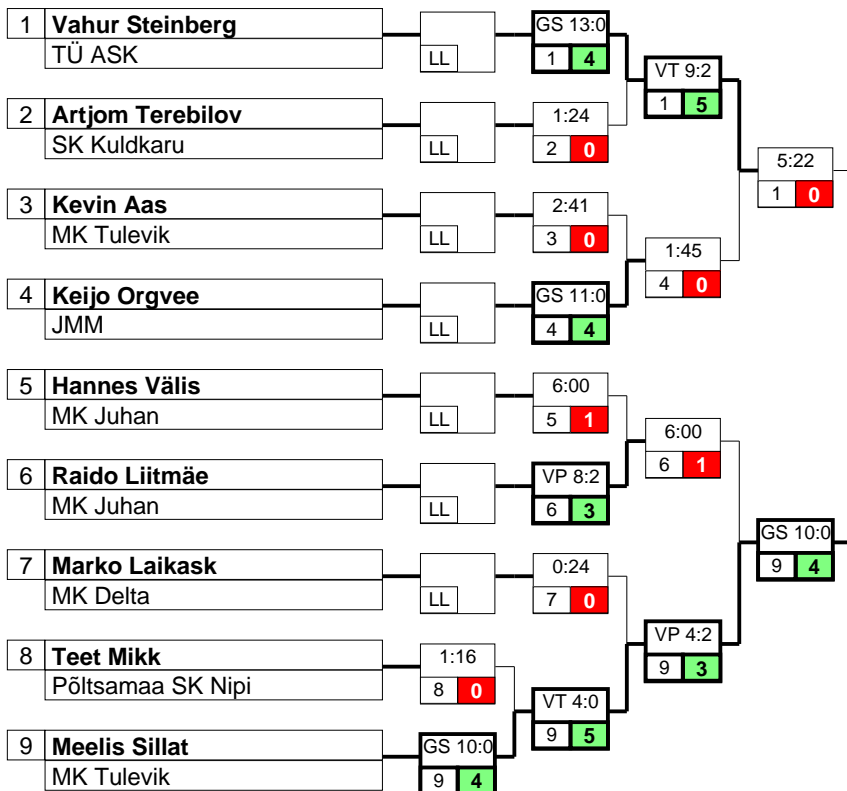 1 Vahur Steinberg
TÜ ASK
LL
GS 13:0
1 4
VT 9:2
1 5
2 Artjom Terebilov
SK Kuldkaru
LL
1:24
2 0
5:22
1 0
3 Kevin Aas
MK Tulevik
LL
2:41
3 0
1:45
4 0
4 Keijo Orgvee
JMM
LL
GS 11:0
4 4
5 Hannes Välis
MK Juhan
LL
6:00
5 1
6:00
6 1
6 Raido Liitmäe
MK Juhan
LL
VP 8:2
6 3
GS 10:0
9 4
7 Marko Laikask
MK Delta
LL
0:24
7 0
VP 4:2
9 3
8 Teet Mikk
Põltsamaa SK Nipi
1:16
8 0
VT 4:0
9 5
9 Meelis Sillat
MK Tulevik
GS 10:0
9 4